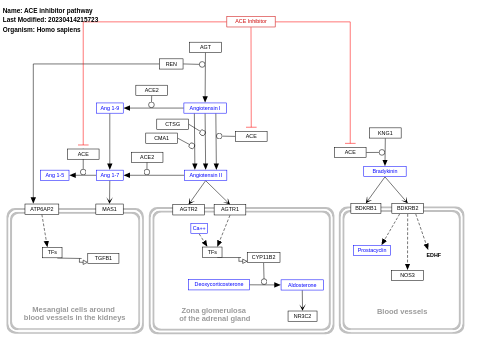 Name: ACE inhibitor pathway
Last Modified: 20230414215723
Organism: Homo sapiens
ACE Inhibitor
AGT
REN
ACE2
Ang 1-9
Angiotensin I
CTSG
CMA1
ACE
KNG1
ACE
ACE2
ACE
Ang 1-5
Ang 1-7
Angiotensin II
Bradykinin
ATP6AP2
MAS1
AGTR2
AGTR1
BDKRB1
BDKRB2
Ca++
TFs
TFs
TGFB1
CYP11B2
Prostacyclin
EDHF
NOS3
Deoxycorticosterone
Aldosterone
NR3C2
Mesangial cells around
blood vessels in the kidneys
Zona glomerulosa
of the adrenal gland
Blood vessels